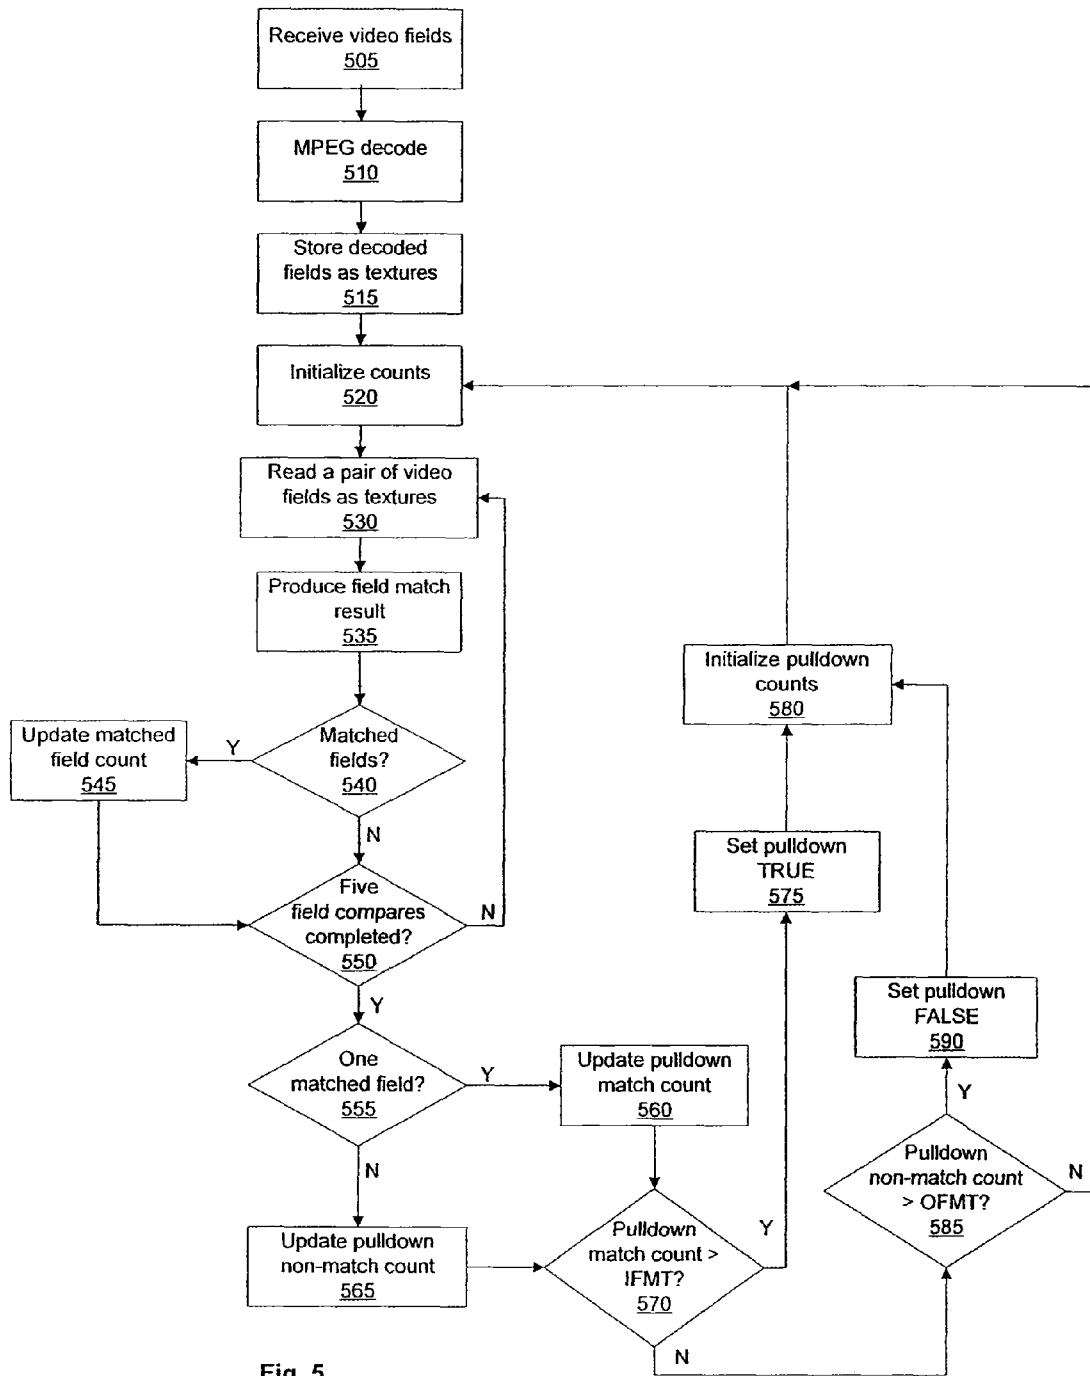 Receive video fields
505
MPEG decode
510
Store decoded
fields as textures
515
Initialize counts
520
Read a pair of video
fields as textures
530
Produce field match
result
535
Matched
fields?
540
Y
N
Update matched
field count
545
Five
field compares
completed?
550
N
Y
One
matched field?
555
Y
N
Update pulldown
match count
560
Update pulldown
non-match count
565
Pulldown
match count >
IFMT?
570
Y
N
Set pulldown
TRUE
575
Initialize pulldown
counts
580
Pulldown
non-match count
> OFMT?
585
Y
N
Set pulldown
FALSE
590
Fig. 5